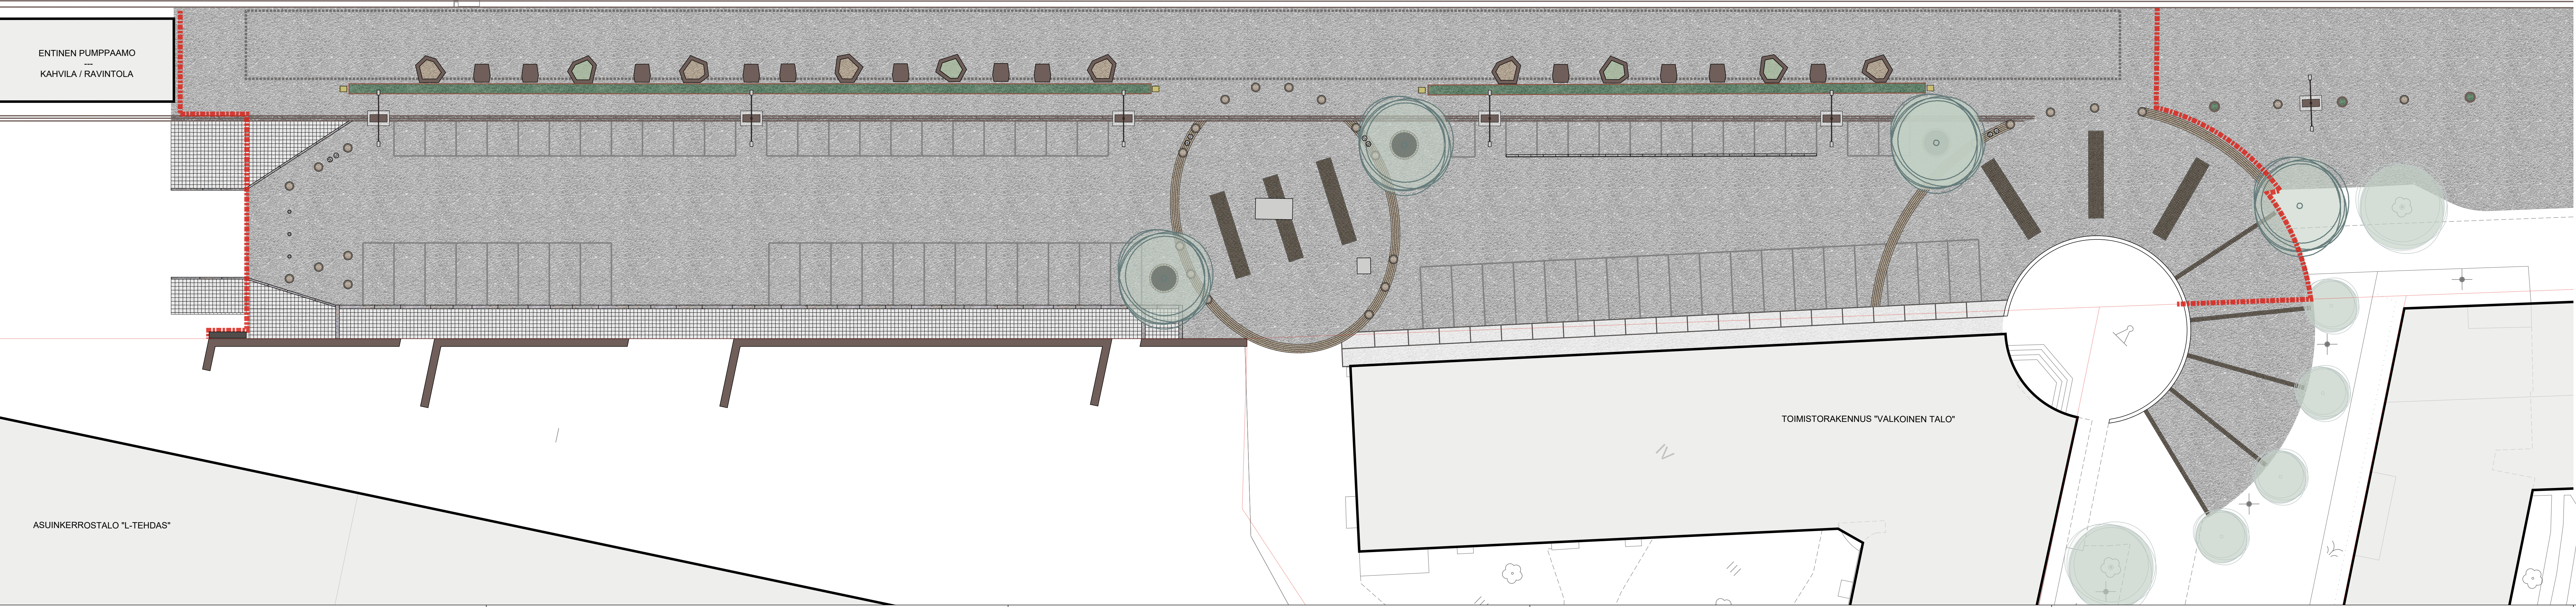 ENTINEN PUMPPAAMO
---
KAHVILA / RAVINTOLA
TOIMISTORAKENNUS "VALKOINEN TALO"
ASUINKERROSTALO "L-TEHDAS"